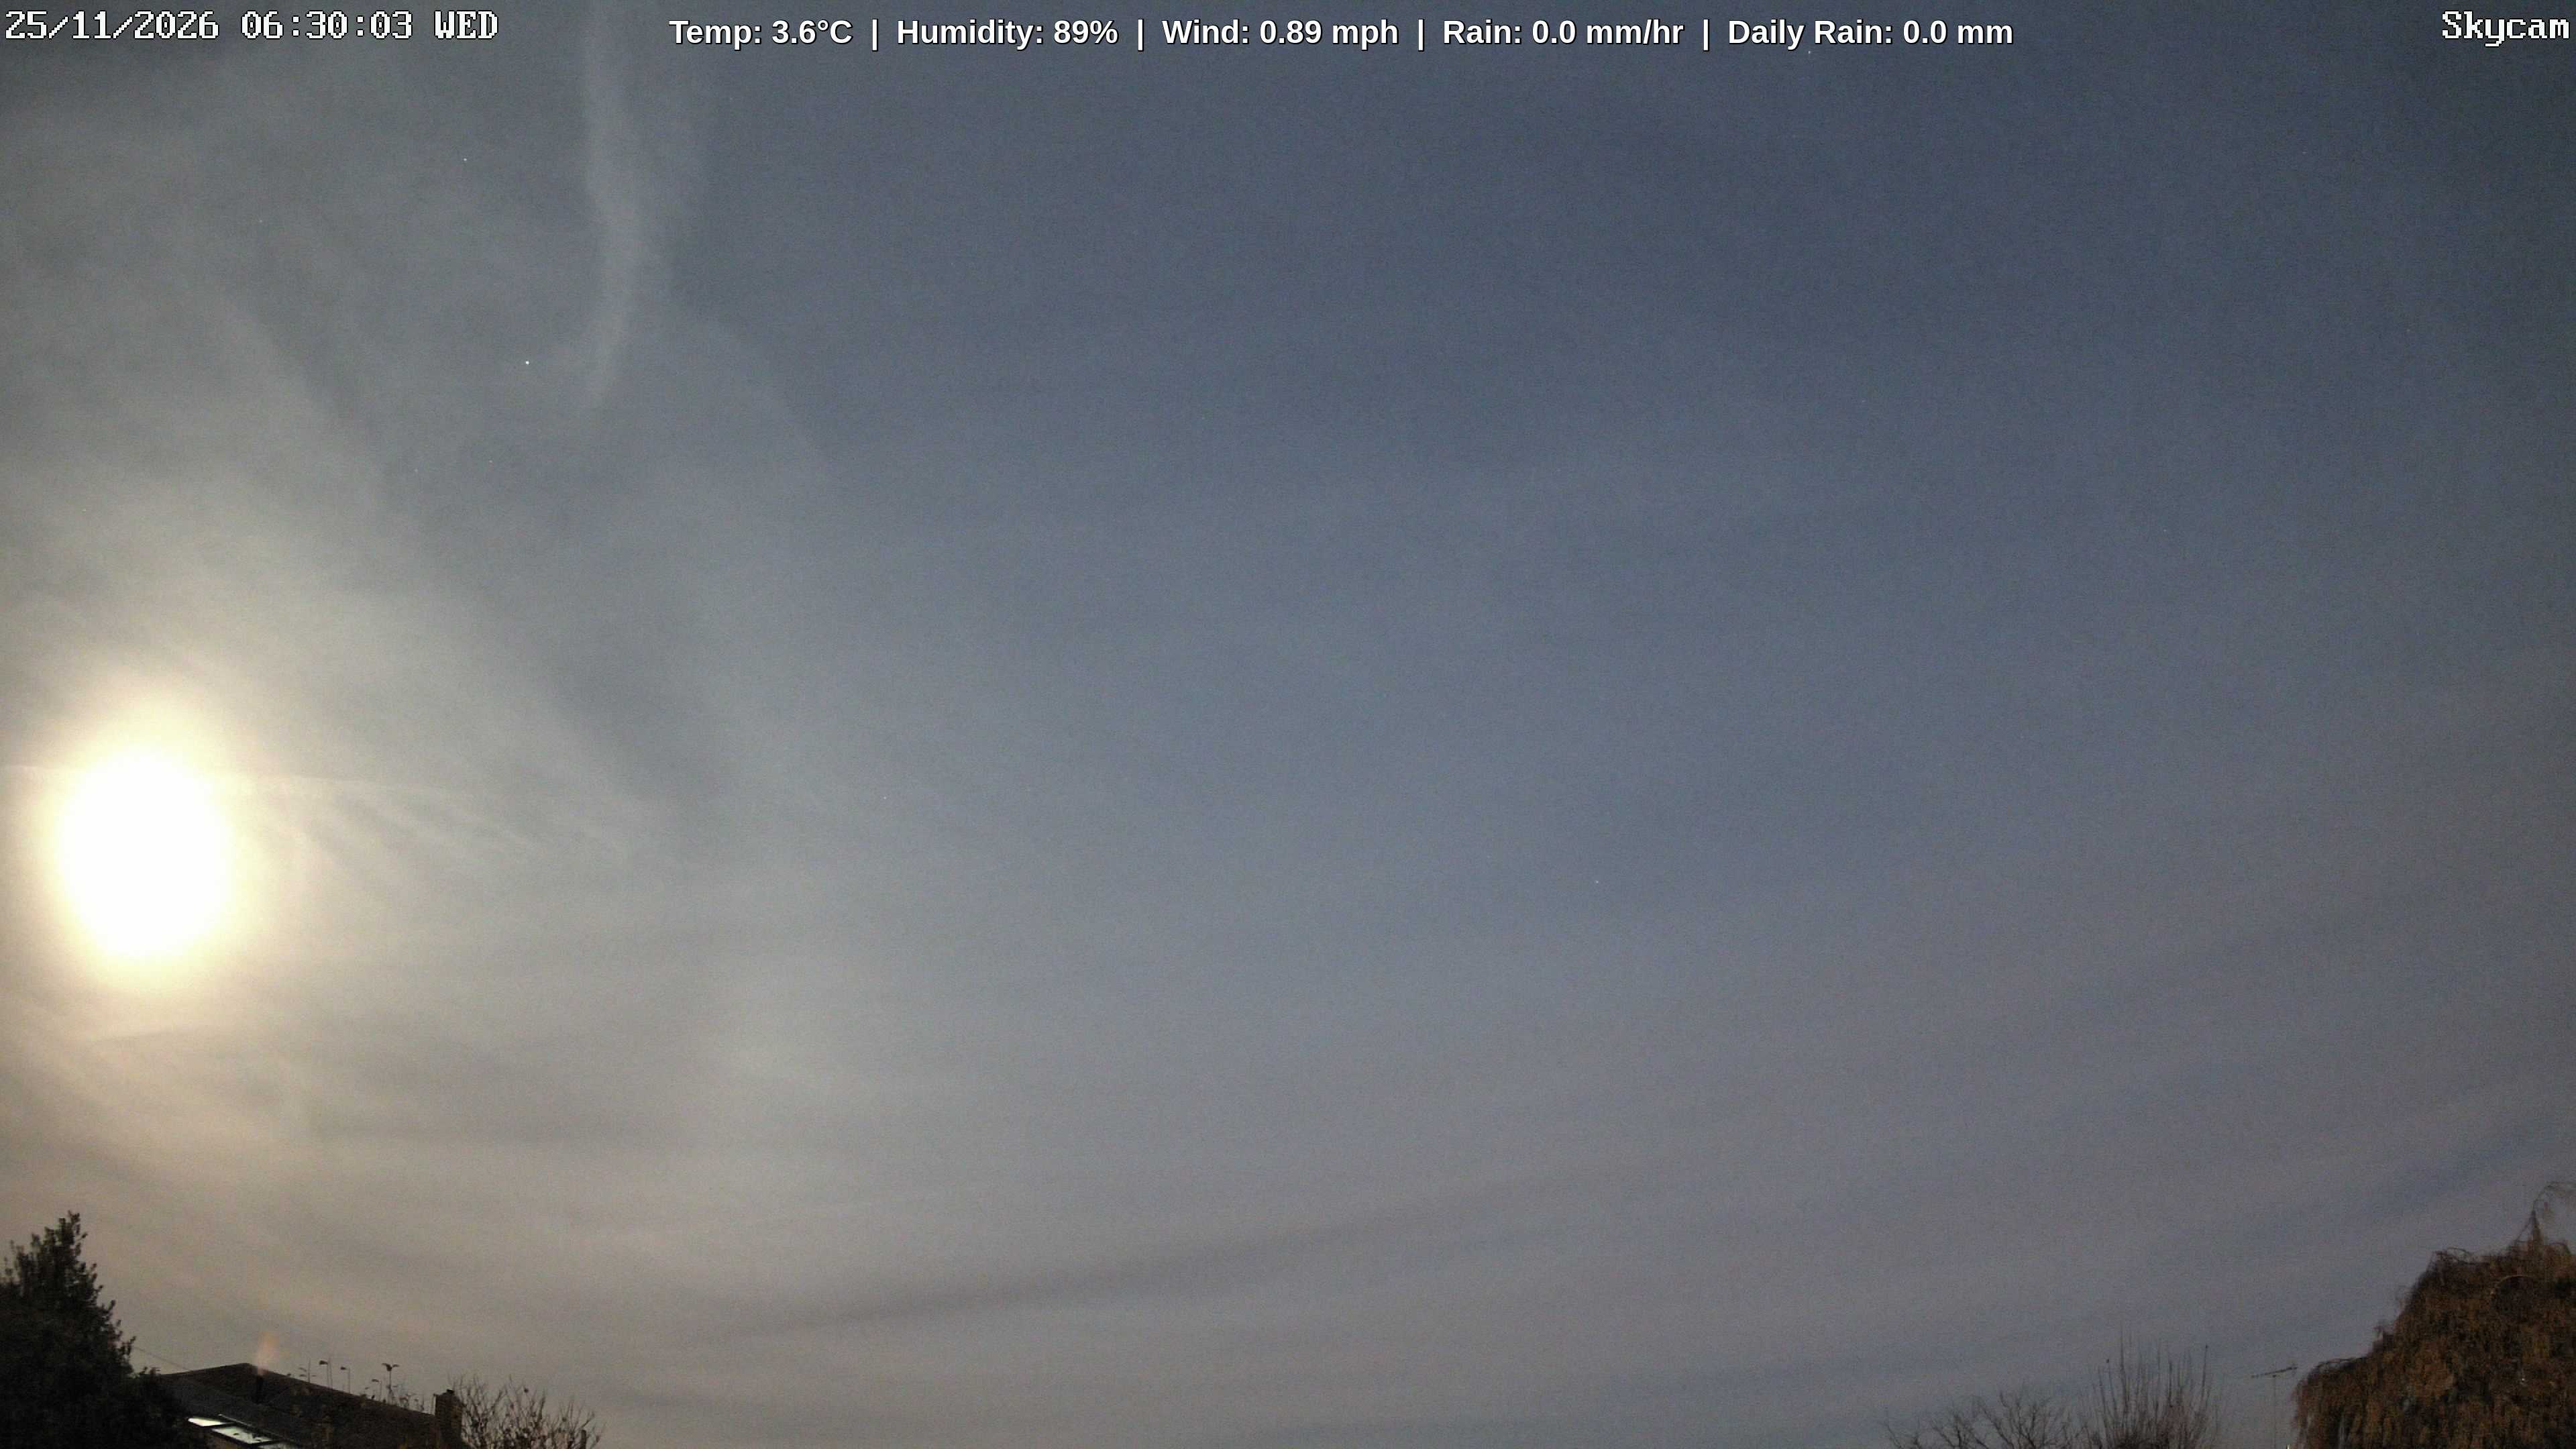 25/11/2026 06:30:03 WED
Temp: 3.6°C | Humidity: 89% | Wind: 0.89 mph | Rain: 0.0 mm/hr | Daily Rain: 0.0 mm
Skycam